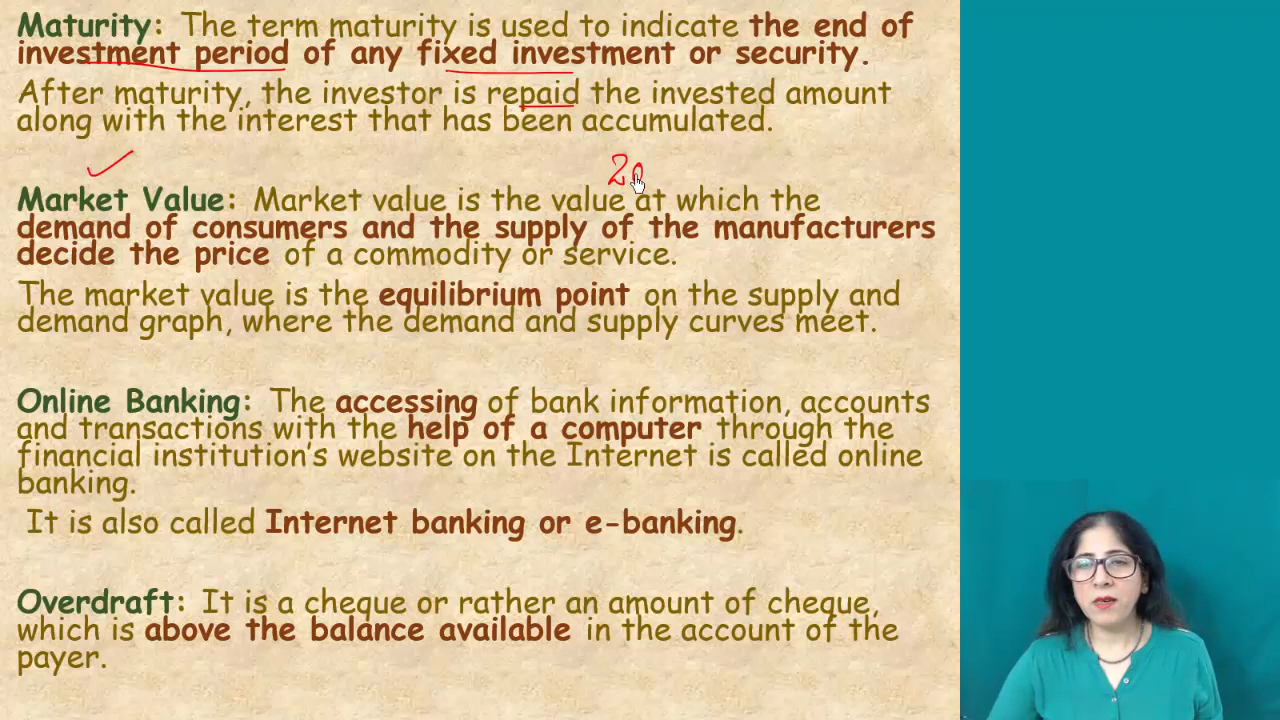 Maturity: The term maturity is used to indicate the end of
investment period of any fixed investment or security.
After maturity, the investor is repaid the invested amount
along with the interest that has been accumulated.
20
Market Value: Market value is the value at which the
demand of consumers and the supply of the manufacturers
decide the price of a commodity or service.
The market value is the equilibrium point on the supply and
demand graph, where the demand and supply curves meet.
Online Banking: The accessing of bank information, accounts
and transactions with the help of a computer through the
financial institution's website on the Internet is called online
banking.
It is also called Internet banking or e-banking.
Overdraft: It is a cheque or rather an amount of cheque,
which is above the balance available in the account of the
payer.